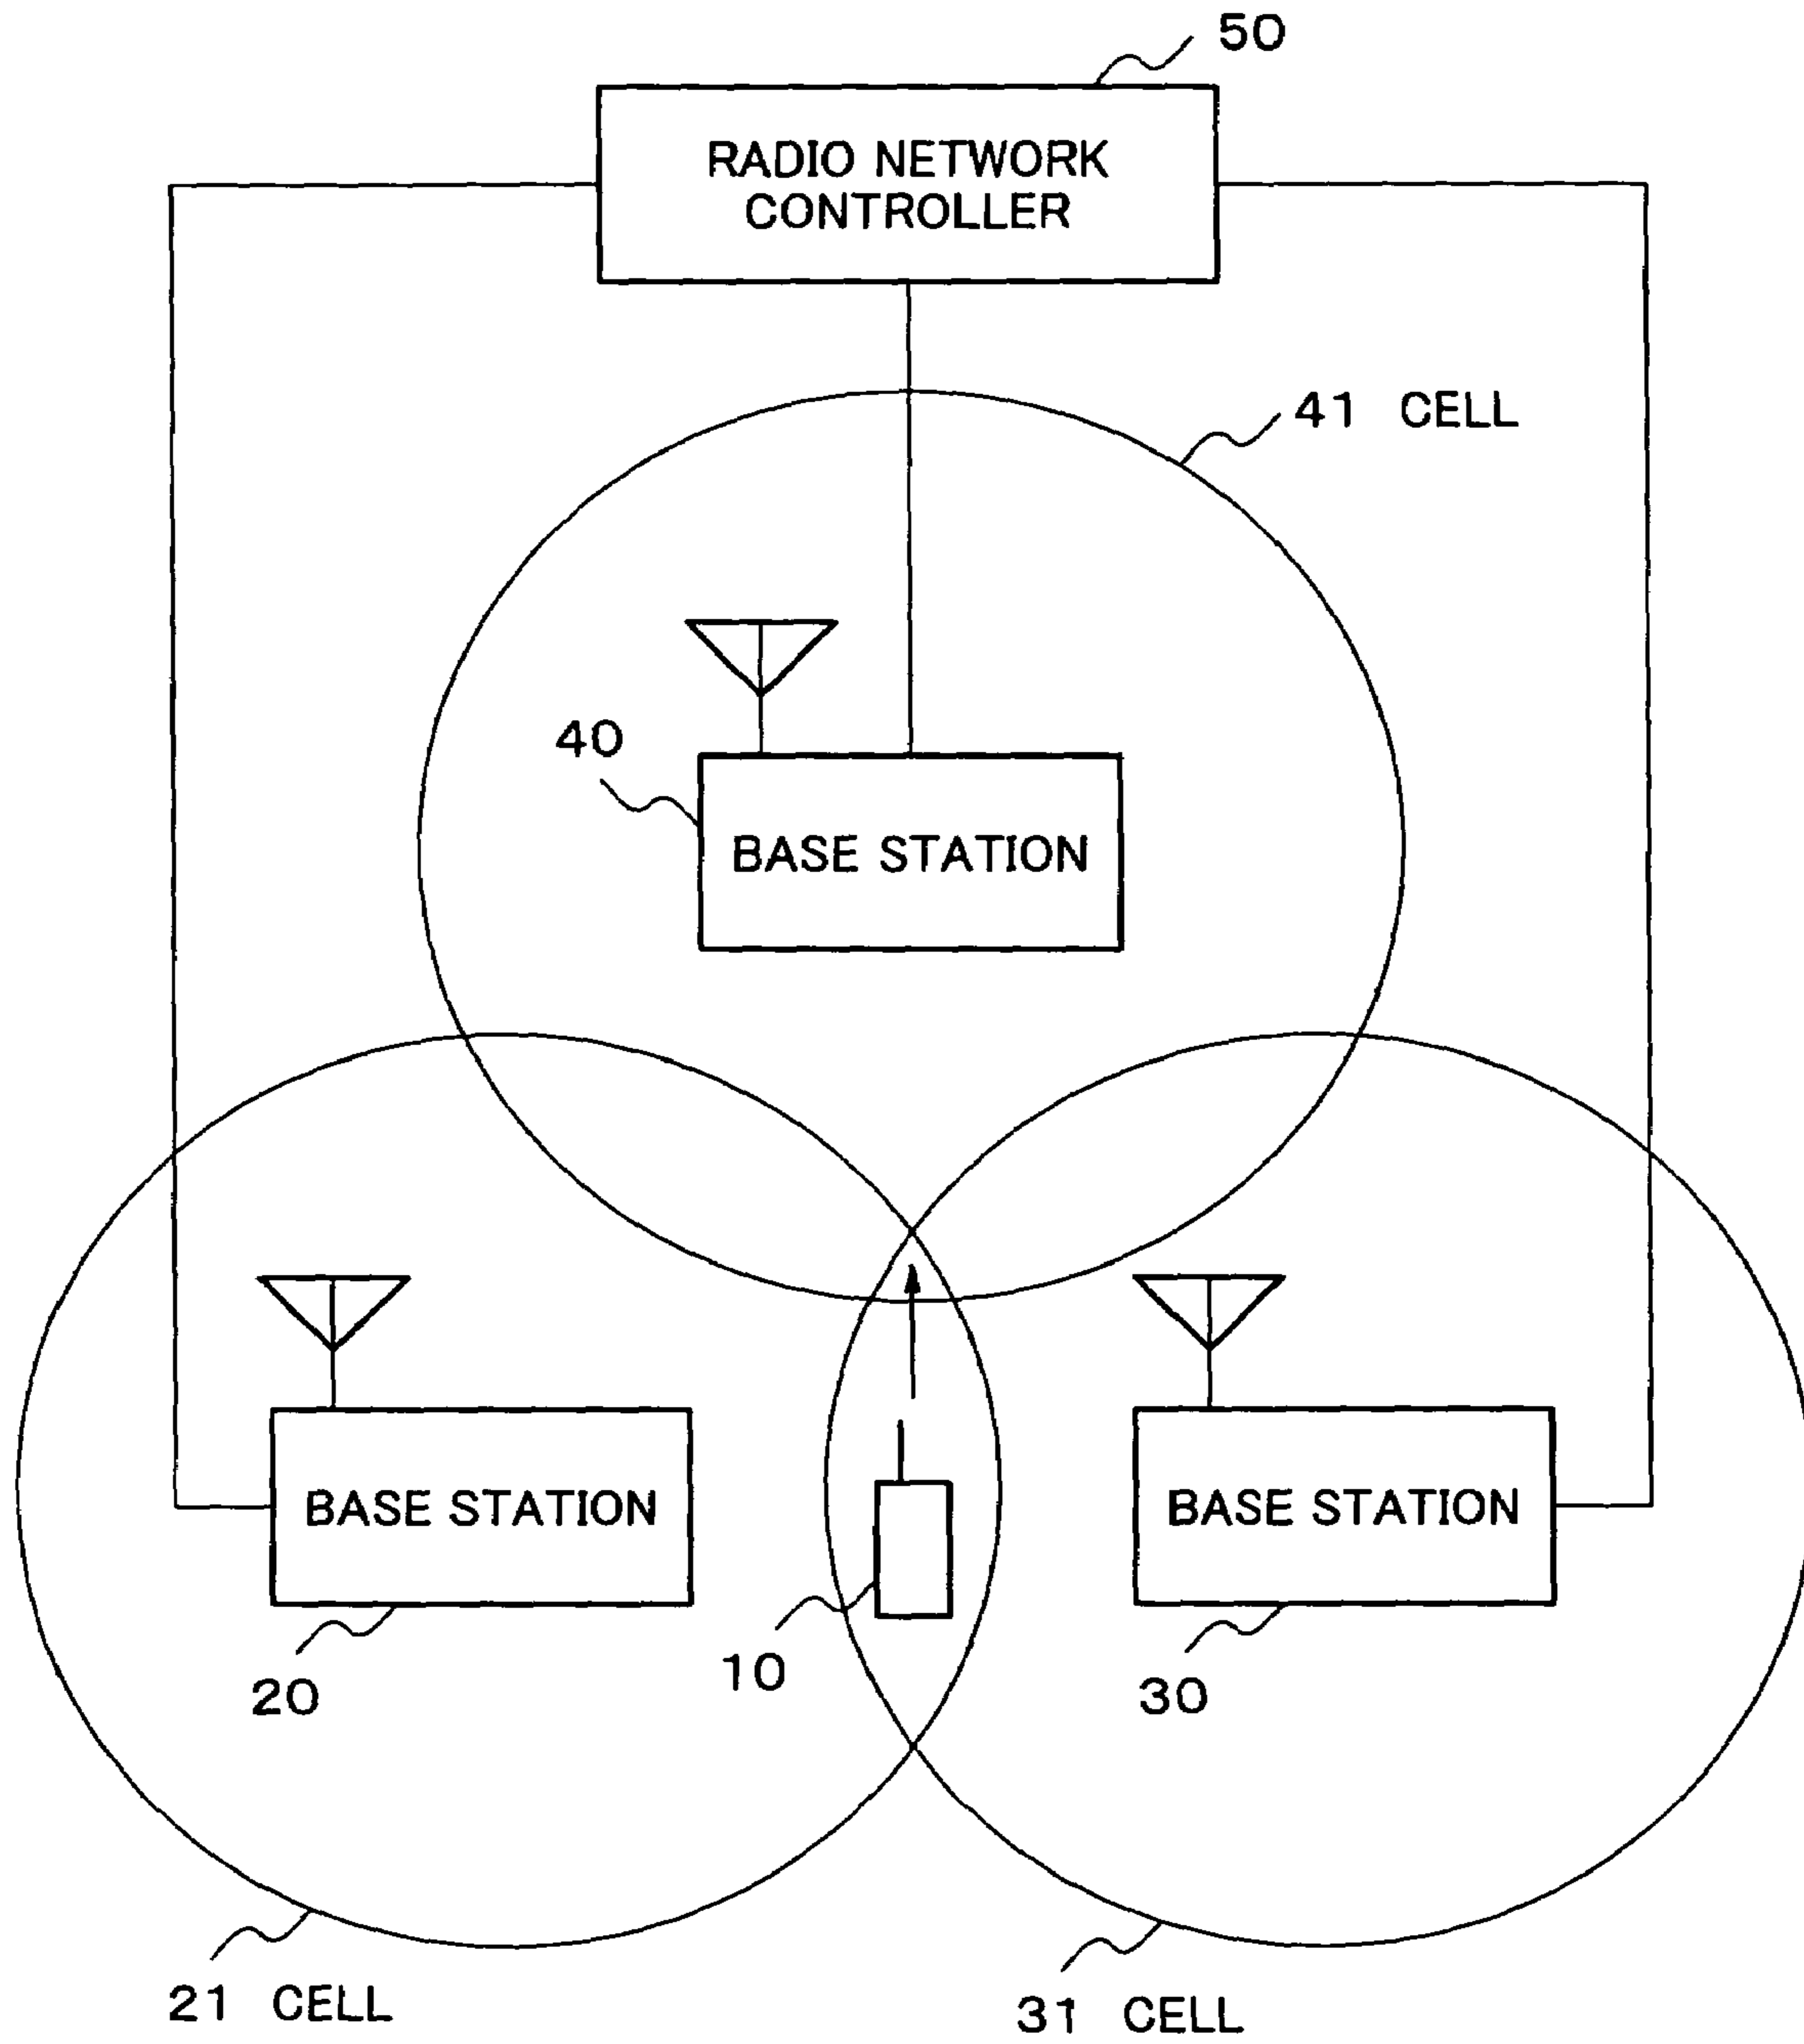 50
RADIO NETWORK
CONTROLLER
41 CELL
40
BASE STATION
BASE STATION
BASE STATION
10
20
30
21 CELL
31 CELL